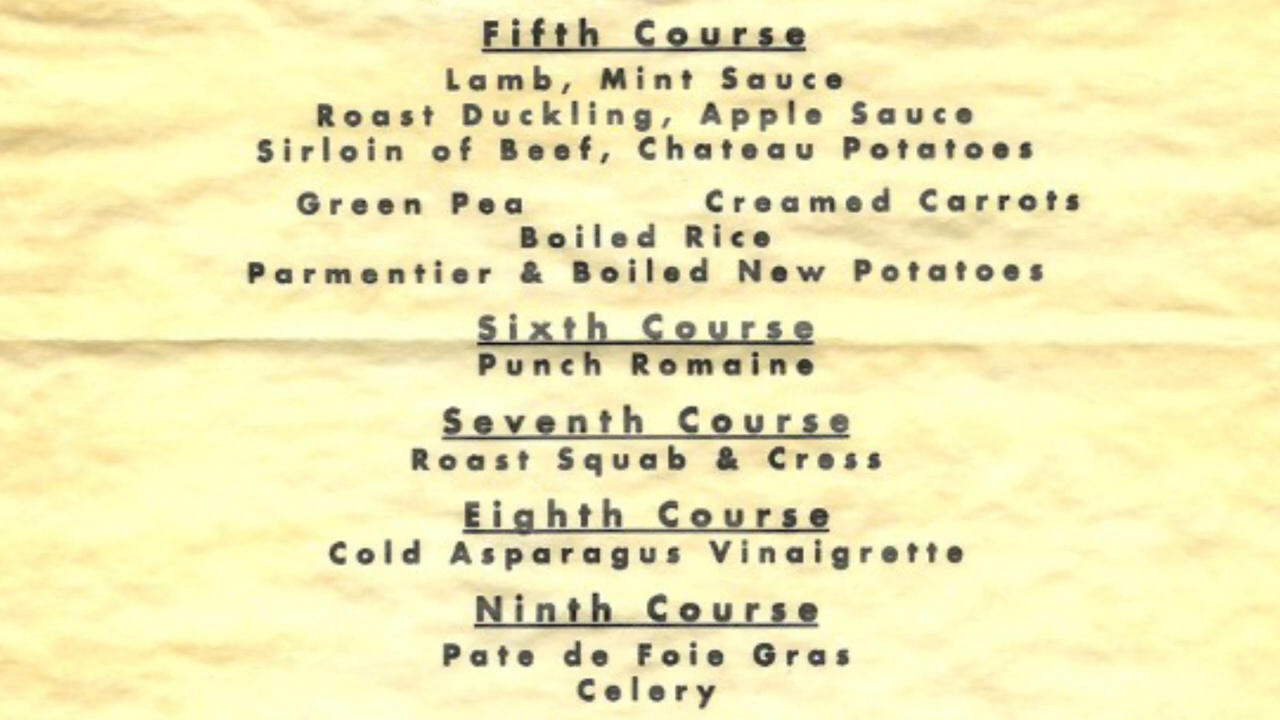 Fifth Course
Lamb, Mint Sauce
Roast Duckling, Apple Sauce
Sirloin of Beef, Chateau Potatoes
Green Pea Creamed Carrots
Boiled Rice
Parmentier & Boiled New Potatoes
Sixth Course
Punch Romaine
Seventh Course
Roast Squab & Cress
Eighth Course
Cold Asparagus Vinaigrette
Ninth Course
Pate de Foie Gras
Celery